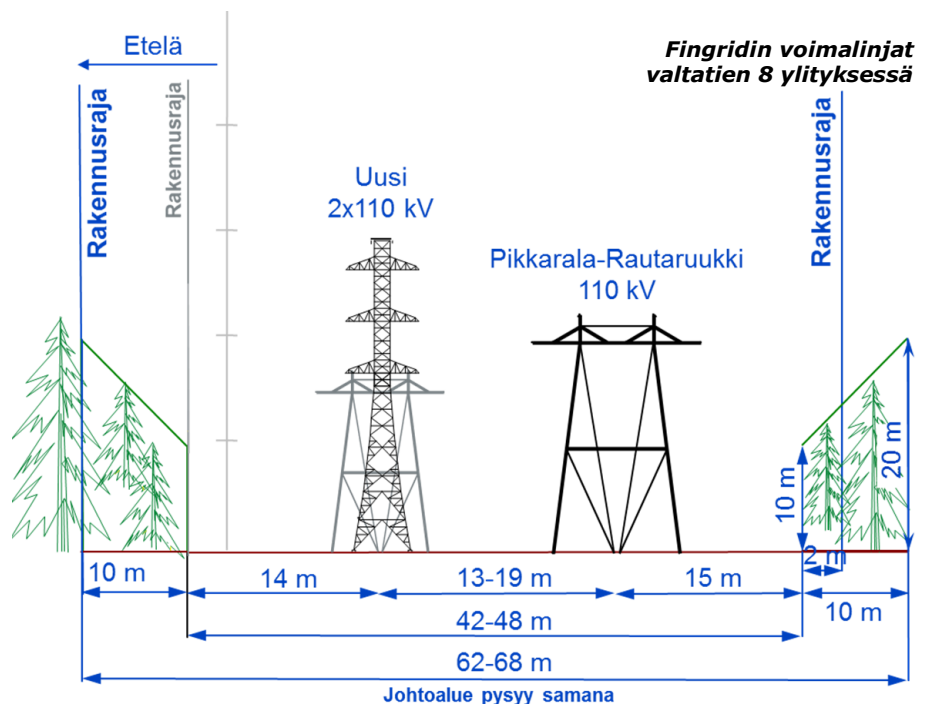 Etelä
Fingridin voimalinjat
valtatien 8 ylityksessä
Rakennusraja
Rakennusraja
Rakennusraja
Uusi
2x110 kV
Pikkarala-Rautaruukki
110 kV
10 m
20 m
2 m
10 m
14 m
13-19 m
15 m
10 m
42-48 m
62-68 m
Johtoalue pysyy samana